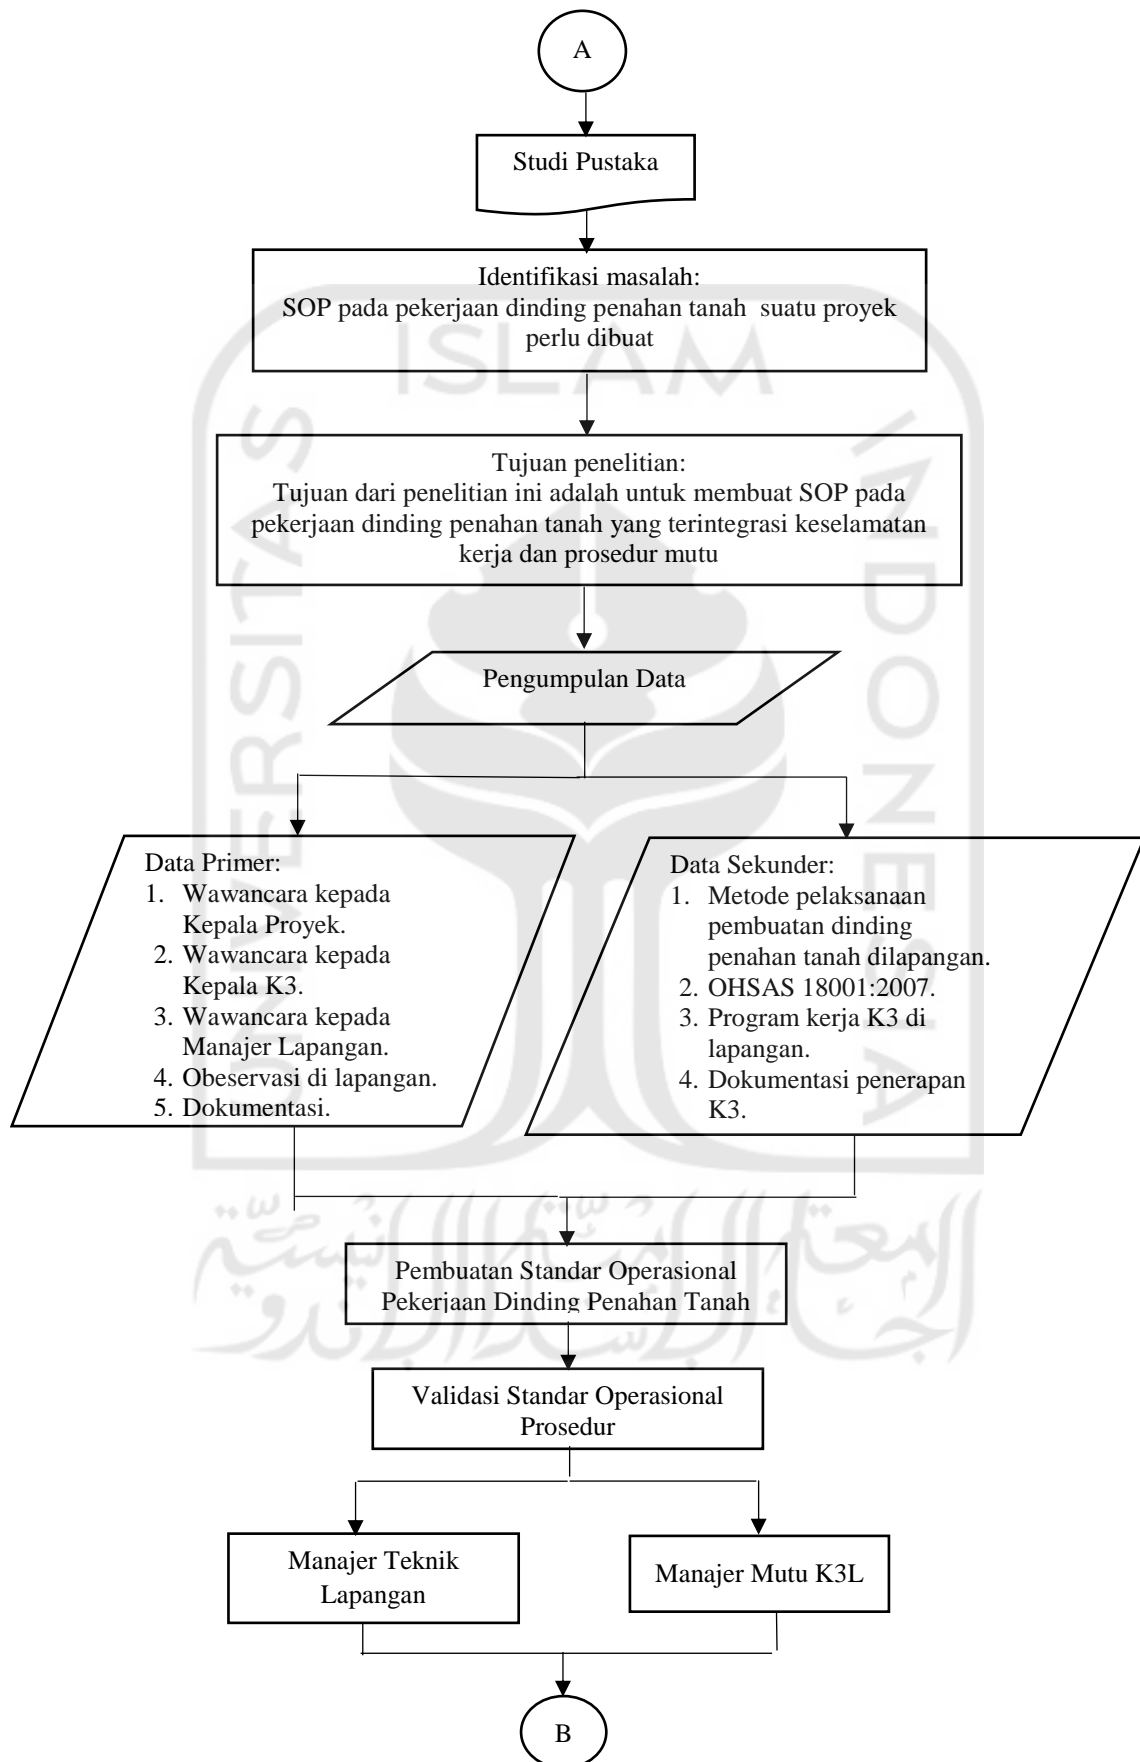 A
Studi Pustaka
Identifikasi masalah:
SOP pada pekerjaan dinding penahan tanah suatu proyek
perlu dibuat
Tujuan penelitian:
Tujuan dari penelitian ini adalah untuk membuat SOP pada
pekerjaan dinding penahan tanah yang terintegrasi keselamatan
kerja dan prosedur mutu
Pengumpulan Data
Data Primer:
1. Wawancara kepada
Kepala Proyek.
2. Wawancara kepada
Kepala K3.
3. Wawancara kepada
Manajer Lapangan.
4. Obeservasi di lapangan.
5. Dokumentasi.
Data Sekunder:
1. Metode pelaksanaan
pembuatan dinding
penahan tanah dilapangan.
2. OHSAS 18001:2007.
3. Program kerja K3 di
lapangan.
4. Dokumentasi penerapan
K3.
Pembuatan Standar Operasional
Pekerjaan Dinding Penahan Tanah
Validasi Standar Operasional
Prosedur
Manajer Teknik
Lapangan
Manajer Mutu K3L
B
UNIVERSITAS
ISLAM
INDONESIA